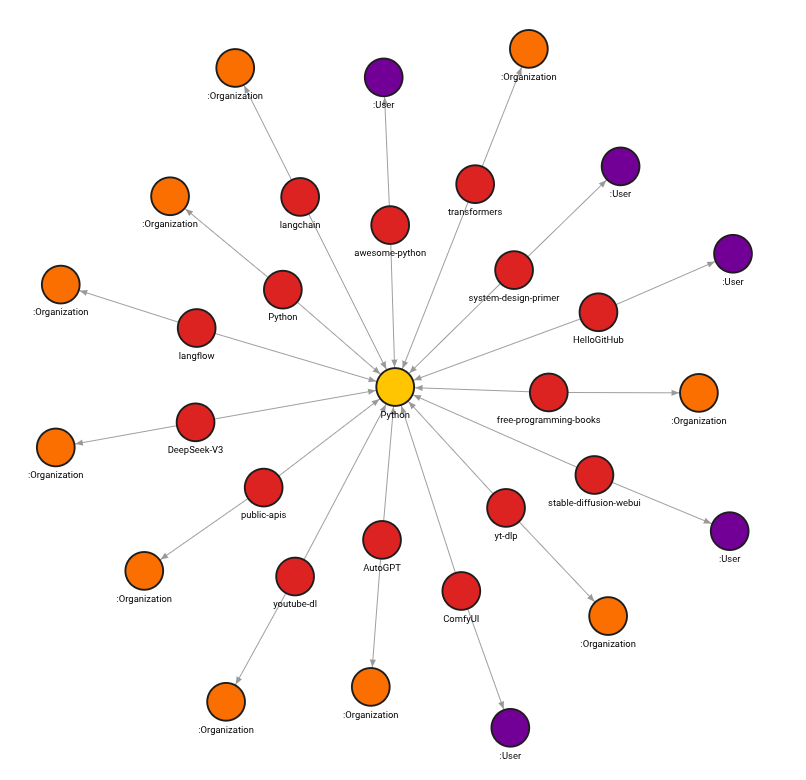 :Organization
:User
:Organization
:User
transformers
:Organization
langchain
awesome-python
:User
system-design-primer
:Organization
Python
HelloGitHub
langflow
Python
free-programming-books
:Organization
DeepSeek-V3
:Organization
stable-diffusion-webui
public-apis
yt-dlp
:User
AutoGPT
:Organization
youtube-dl
ComfyUI
:Organization
:Organization
:Organization
:User